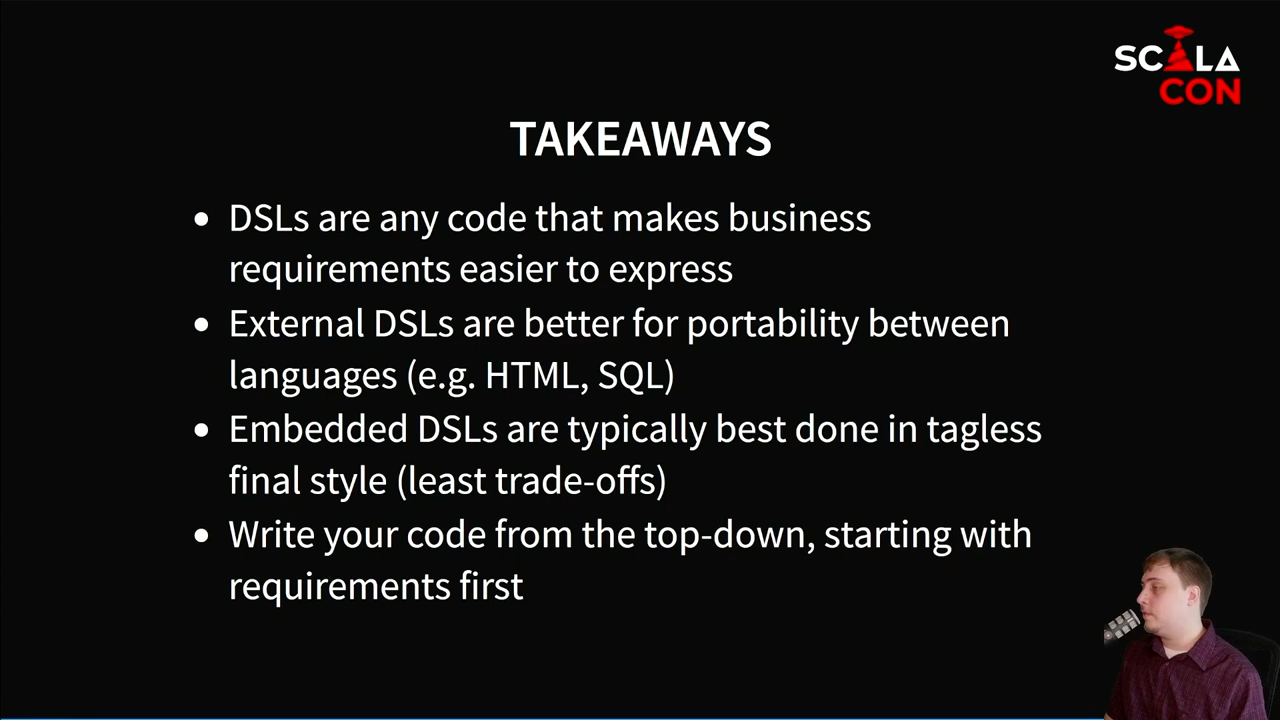 SCALA
CON
TAKEAWAYS
• DSLs are any code that makes business
requirements easier to express
• External DSLs are better for portability between
languages (e.g. HTML, SQL)
• Embedded DSLs are typically best done in tagless
final style (least trade-offs)
• Write your code from the top-down, starting with
requirements first